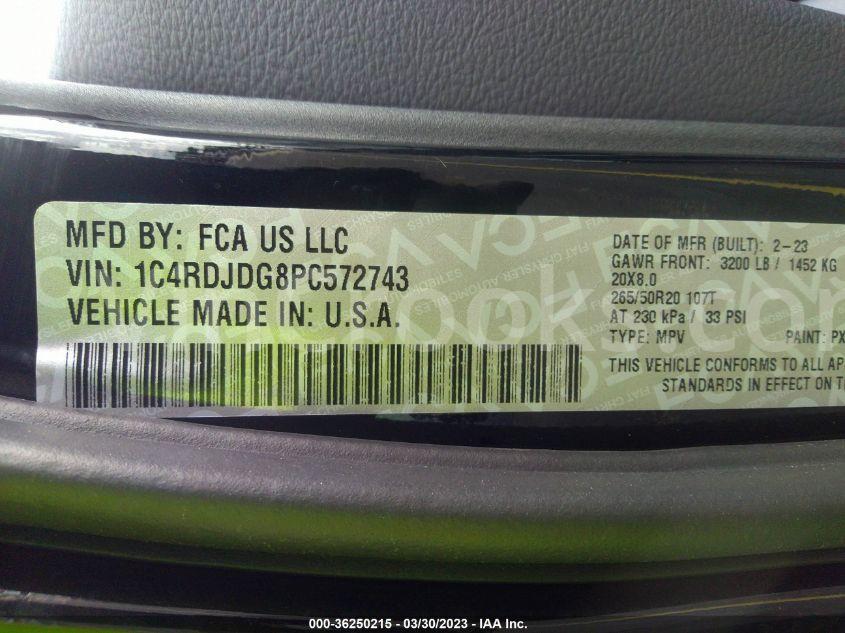 MFD BY: FCA US LLC
VIN: 1C4RDJDG8PC572743
VEHICLE MADE IN: U.S.A.
DATE OF MFR (BUILT): 2-23
GAWR FRONT: 3200 LB / 1452 KG
20X8.0
265/50R20 107T
AT 230 kPa / 33 PSI
TYPE: MPV PAINT: PX
THIS VEHICLE CONFORMS TO ALL AP
STANDARDS IN EFFECT ON T
000-36250215 - 03/30/2023 - IAA Inc.